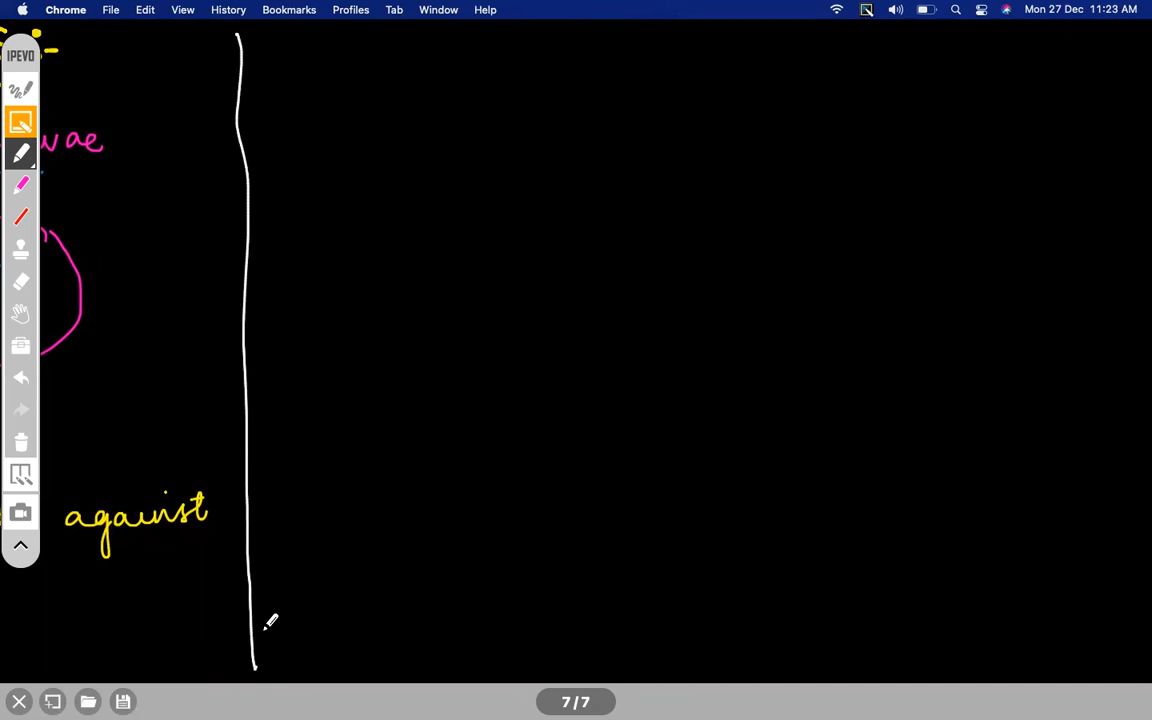 Chrome File Edit View History Bookmarks Profiles Tab Window Help Mon 27 Dec 11:23 AM
IPEVO
vae
against
7/7